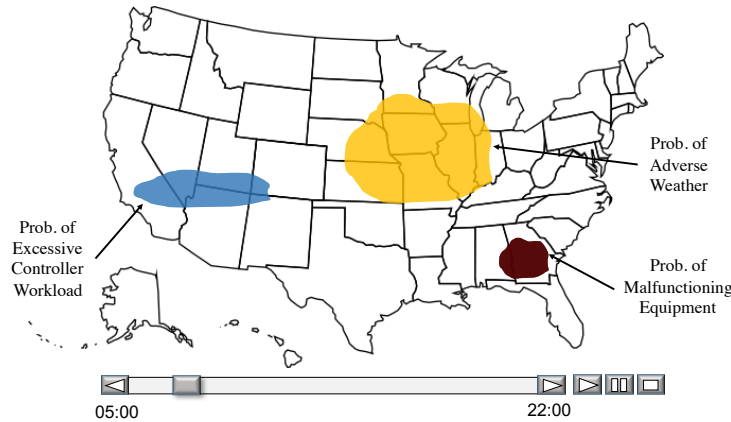 Prob. of
Adverse
Weather
Prob. of
Excessive
Controller
Workload
Prob. of
Malfunctioning
Equipment
05:00
22:00